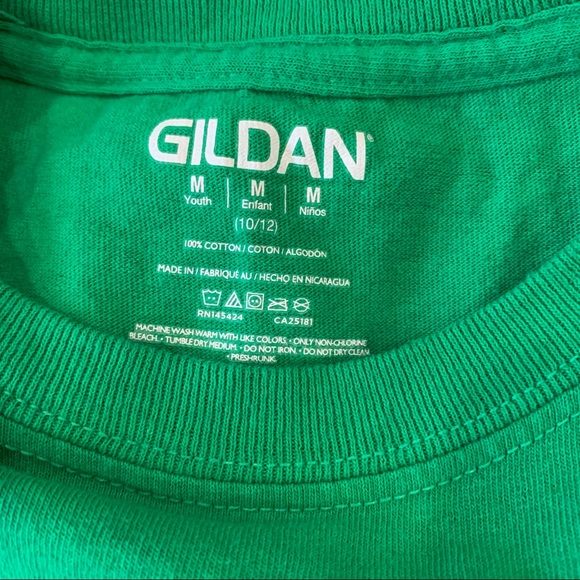 GILDAN®
M | M | M
Youth Enfant Niños
(10/12)
100% COTTON / COTON / ALGODÓN
MADE IN / FABRIQUÉ AU / HECHO EN NICARAGUA
RN145424 CA25181
MACHINE WASH WARM WITH LIKE COLORS. • ONLY NON-CHLORINE
BLEACH. • TUMBLE DRY MEDIUM. • DO NOT IRON. • DO NOT DRY CLEAN
• PRESHRUNK.